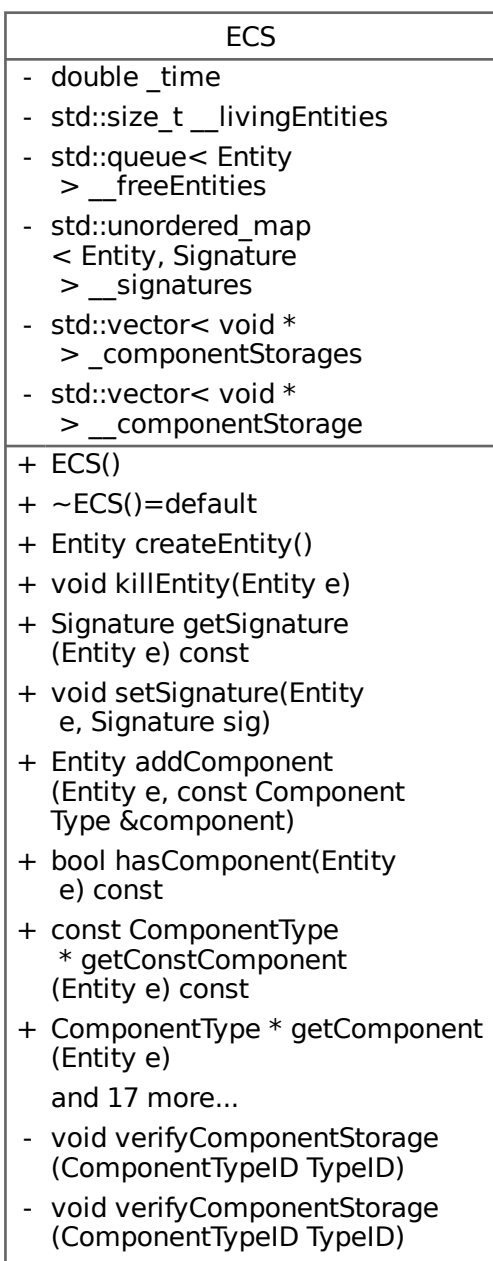 ECS
- double _time
- std::size_t __livingEntities
- std::queue< Entity
> __freeEntities
- std::unordered_map
< Entity, Signature
> __signatures
- std::vector< void *
> _componentStorages
- std::vector< void *
> __componentStorage
+ ECS()
+ ~ECS()=default
+ Entity createEntity()
+ void killEntity(Entity e)
+ Signature getSignature
(Entity e) const
+ void setSignature(Entity
e, Signature sig)
+ Entity addComponent
(Entity e, const Component
Type &component)
+ bool hasComponent(Entity
e) const
+ const ComponentType
* getConstComponent
(Entity e) const
+ ComponentType * getComponent
(Entity e)
and 17 more...
- void verifyComponentStorage
(ComponentTypeID TypeID)
- void verifyComponentStorage
(ComponentTypeID TypeID)